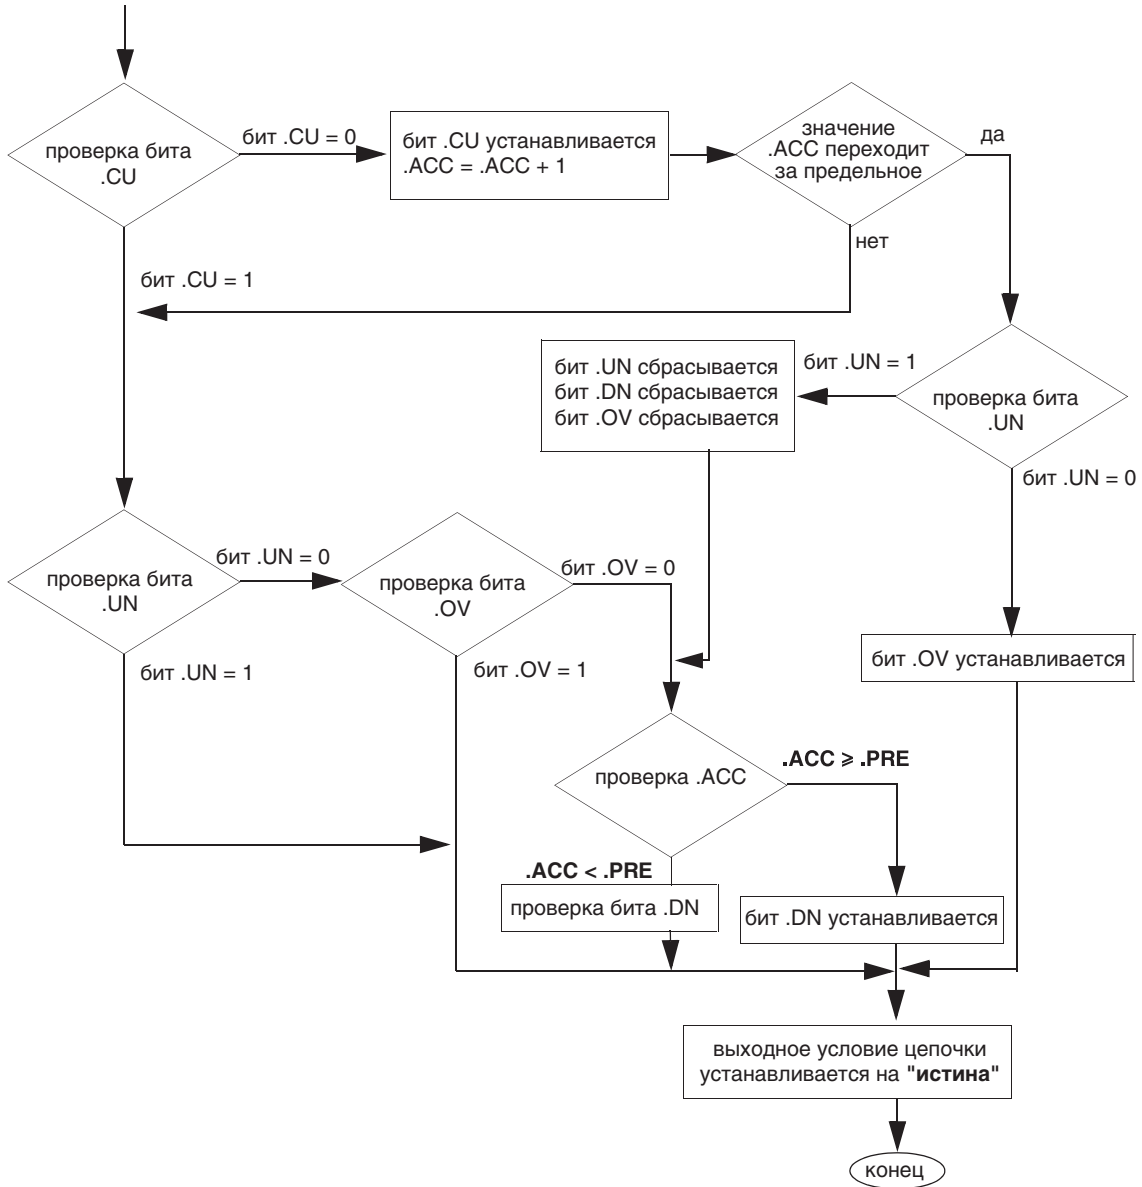 проверка бита
.CU
бит .CU = 0
бит .CU устанавливается
.ACC = .ACC + 1
значение
.ACC переходит
за предельное
да
нет
бит .CU = 1
бит .UN сбрасывается
бит .DN сбрасывается
бит .OV сбрасывается
бит .UN = 1
проверка бита
.UN
бит .UN = 0
проверка бита
.UN
бит .UN = 0
проверка бита
.OV
бит .OV = 0
бит .UN = 1
бит .OV = 1
бит .OV устанавливается
проверка .ACC
.ACC ⩾ .PRE
.ACC < .PRE
проверка бита .DN
бит .DN устанавливается
выходное условие цепочки
устанавливается на "истина"
конец